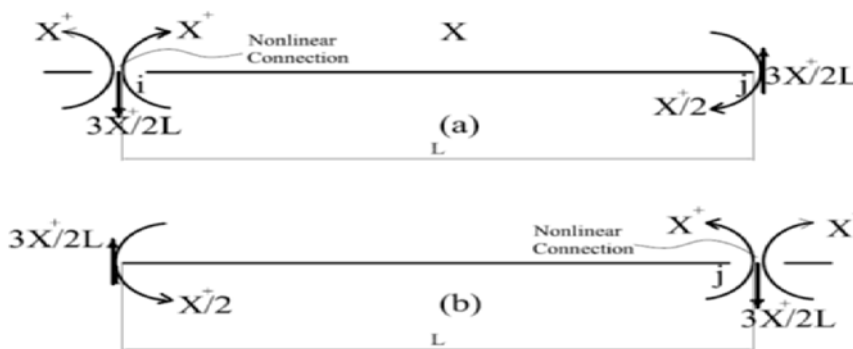 X⁺ X⁺ Nonlinear Connection X
i j 3X⁺/2L
3X⁺/2L X⁺/2
(a)
L
3X⁺/2L Nonlinear Connection X⁺ X
j
X⁺/2 (b) 3X⁺/2L
L